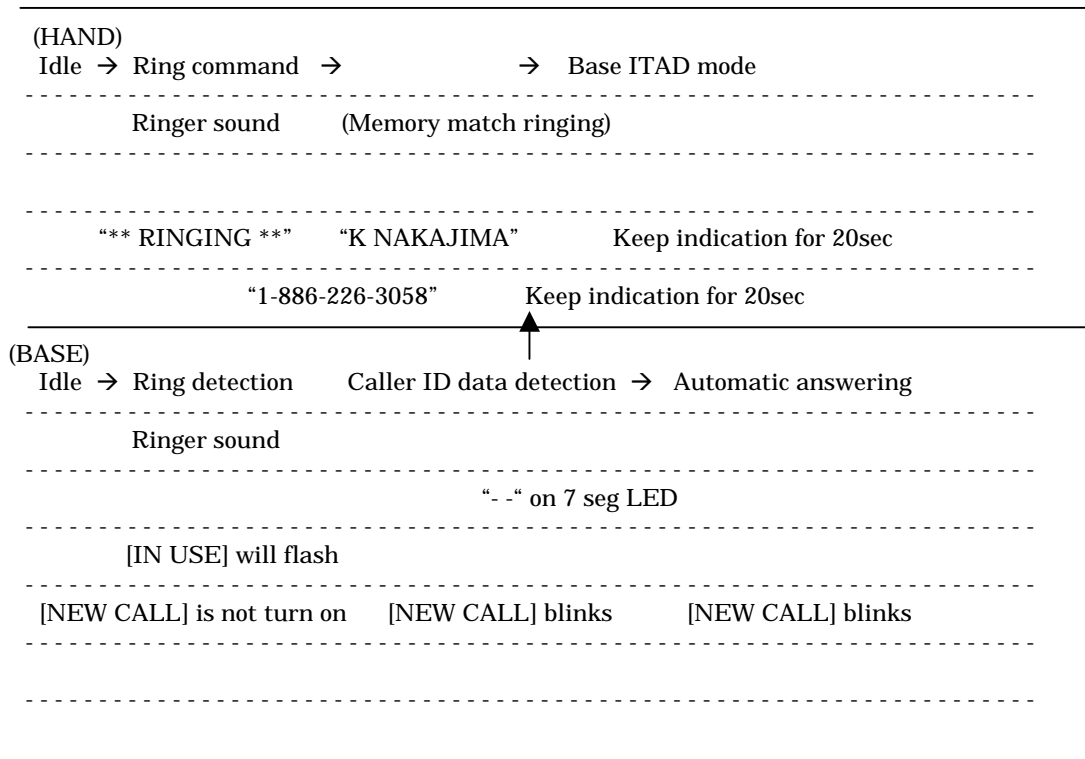 (HAND)
Idle → Ring command → → Base ITAD mode
Ringer sound (Memory match ringing)
“** RINGING **” “K NAKAJIMA” Keep indication for 20sec
“1-886-226-3058” Keep indication for 20sec
(BASE)
Idle → Ring detection Caller ID data detection → Automatic answering
Ringer sound
“- -“ on 7 seg LED
[IN USE] will flash
[NEW CALL] is not turn on [NEW CALL] blinks [NEW CALL] blinks